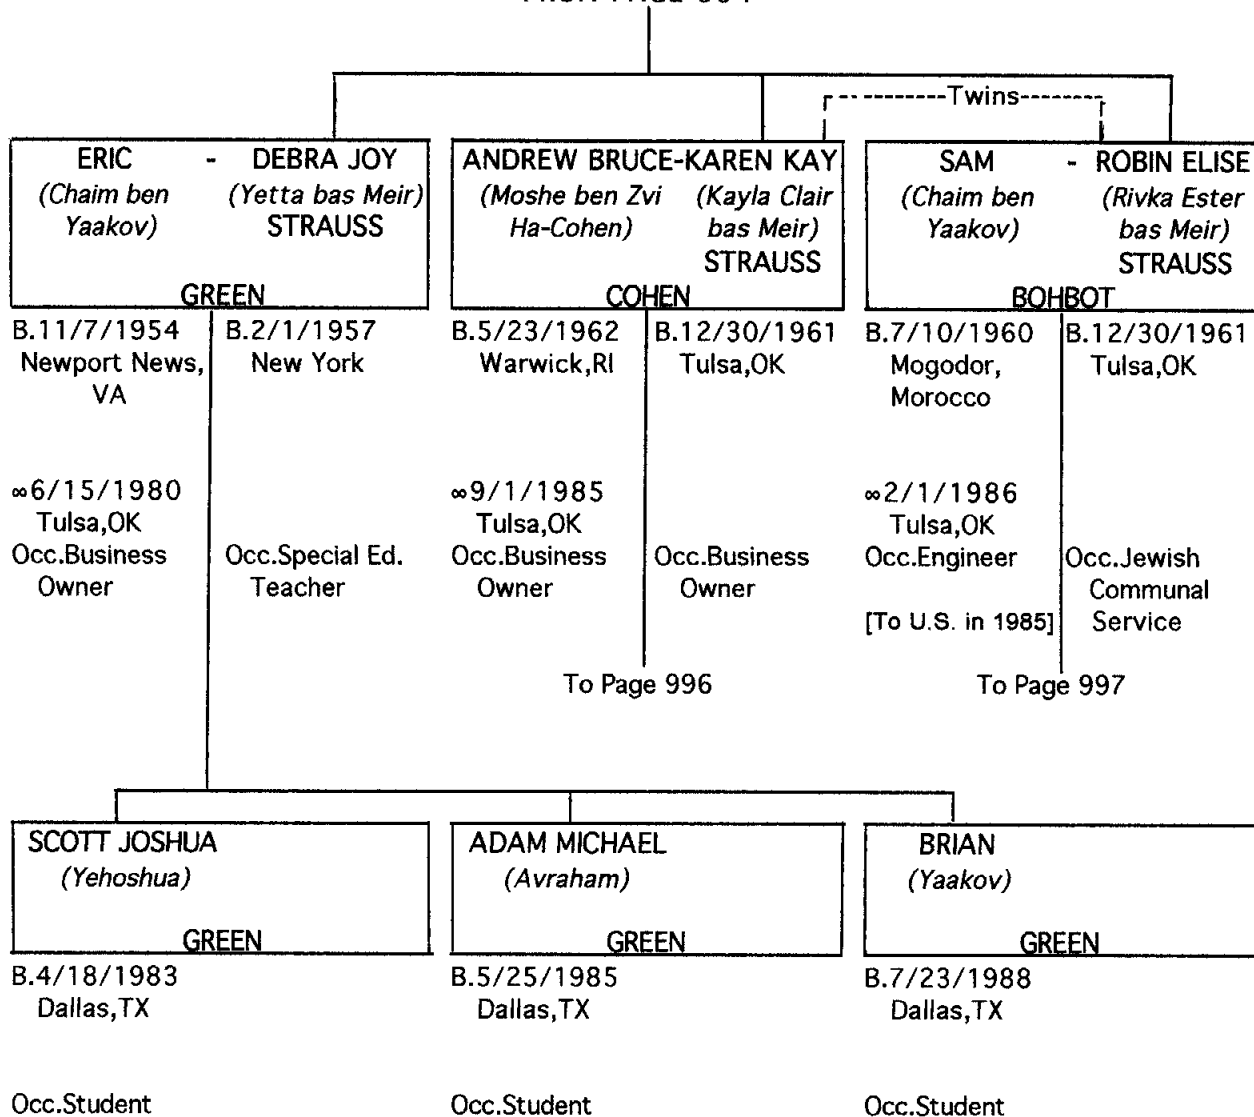 Twins
ERIC - DEBRA JOY
(Chaim ben Yaakov)
(Yetta bas Meir)
STRAUSS
GREEN
B.11/7/1954
Newport News,
VA
B.2/1/1957
New York
∞6/15/1980
Tulsa,OK
Occ.Business
Owner
Occ.Special Ed.
Teacher
ANDREW BRUCE-KAREN KAY
(Moshe ben Zvi
Ha-Cohen)
(Kayla Clair
bas Meir)
STRAUSS
COHEN
B.5/23/1962
Warwick,RI
B.12/30/1961
Tulsa,OK
∞9/1/1985
Tulsa,OK
Occ.Business
Owner
Occ.Business
Owner
To Page 996
SAM - ROBIN ELISE
(Chaim ben
Yaakov)
(Rivka Ester
bas Meir)
STRAUSS
BOHBOT
B.7/10/1960
Mogodor,
Morocco
B.12/30/1961
Tulsa,OK
∞2/1/1986
Tulsa,OK
Occ.Engineer
[To U.S. in 1985]
Occ.Jewish
Communal
Service
To Page 997
SCOTT JOSHUA
(Yehoshua)
GREEN
B.4/18/1983
Dallas,TX
Occ.Student
ADAM MICHAEL
(Avraham)
GREEN
B.5/25/1985
Dallas,TX
Occ.Student
BRIAN
(Yaakov)
GREEN
B.7/23/1988
Dallas,TX
Occ.Student